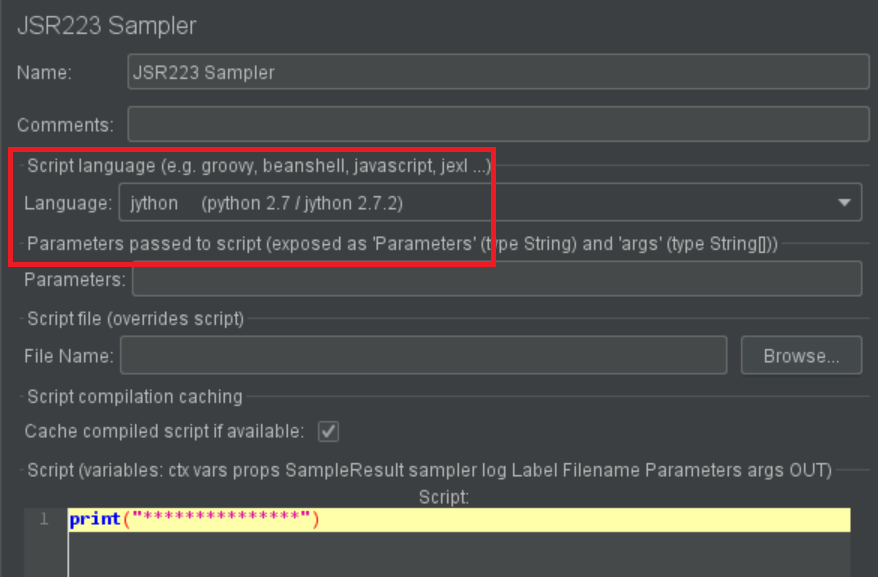 JSR223 Sampler
Name: JSR223 Sampler
Comments:
Script language (e.g. groovy, beanshell, javascript, jexl ...)
Language: jython (python 2.7 / jython 2.7.2)
Parameters passed to script (exposed as 'Parameters' (type String) and 'args' (type String[]))
Parameters:
Script file (overrides script)
File Name: Browse...
Script compilation caching
Cache compiled script if available:
Script (variables: ctx vars props SampleResult sampler log Label Filename Parameters args OUT)
Script:
1 print("***************")